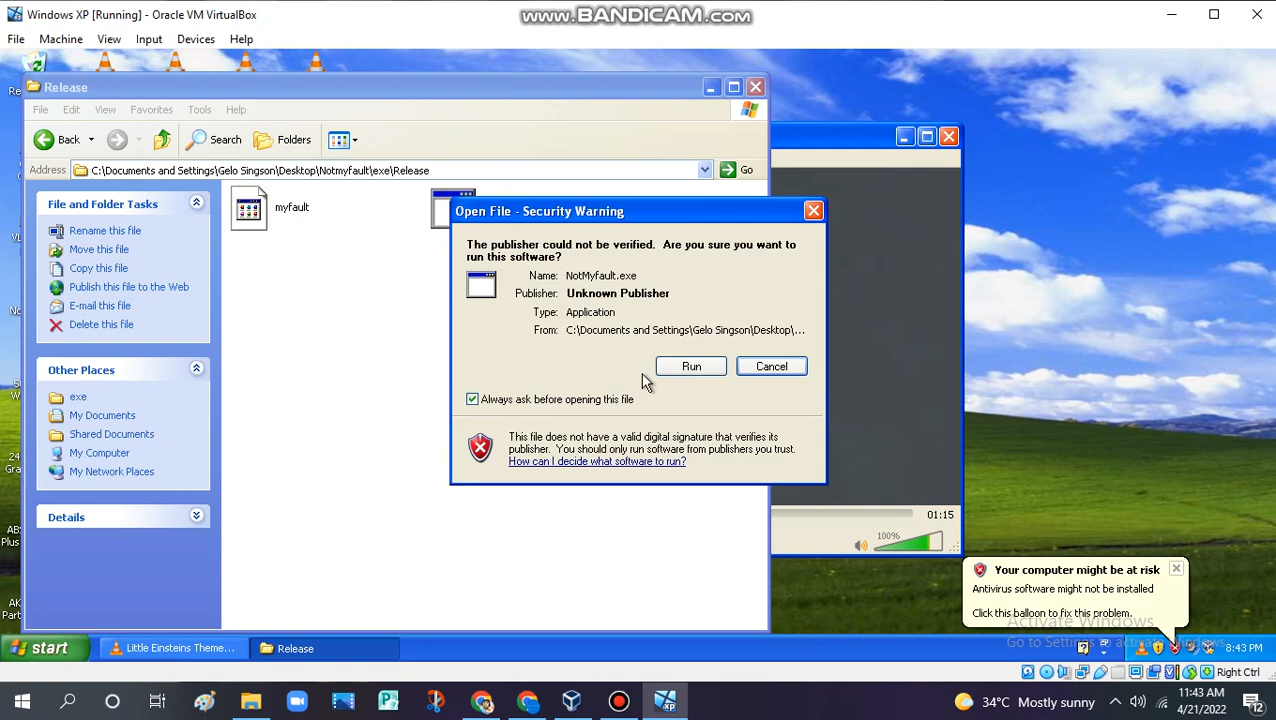 Windows XP [Running] - Oracle VM VirtualBox
www.BANDICAM.com
File Machine View Input Devices Help
Release
File Edit View Favorites Tools Help
Back Search Folders
Address C:\Documents and Settings\Gelo Singson\Desktop\Notmyfault\exe\Release Go
File and Folder Tasks
Rename this file
Move this file
Copy this file
Publish this file to the Web
E-mail this file
Delete this file
Other Places
exe
My Documents
Shared Documents
My Computer
My Network Places
Details
myfault
Open File - Security Warning
The publisher could not be verified. Are you sure you want to
run this software?
Name: NotMyfault.exe
Publisher: Unknown Publisher
Type: Application
From: C:\Documents and Settings\Gelo Singson\Desktop\...
Run Cancel
Always ask before opening this file
This file does not have a valid digital signature that verifies its
publisher. You should only run software from publishers you trust.
How can I decide what software to run?
01:15
100%
Your computer might be at risk
Antivirus software might not be installed
Click this balloon to fix this problem.
Activate Windows
Go to Settings to activate Windows.
start Little Einsteins Theme... Release 8:43 PM
Right Ctrl
34°C Mostly sunny
11:43 AM
4/21/2022
12